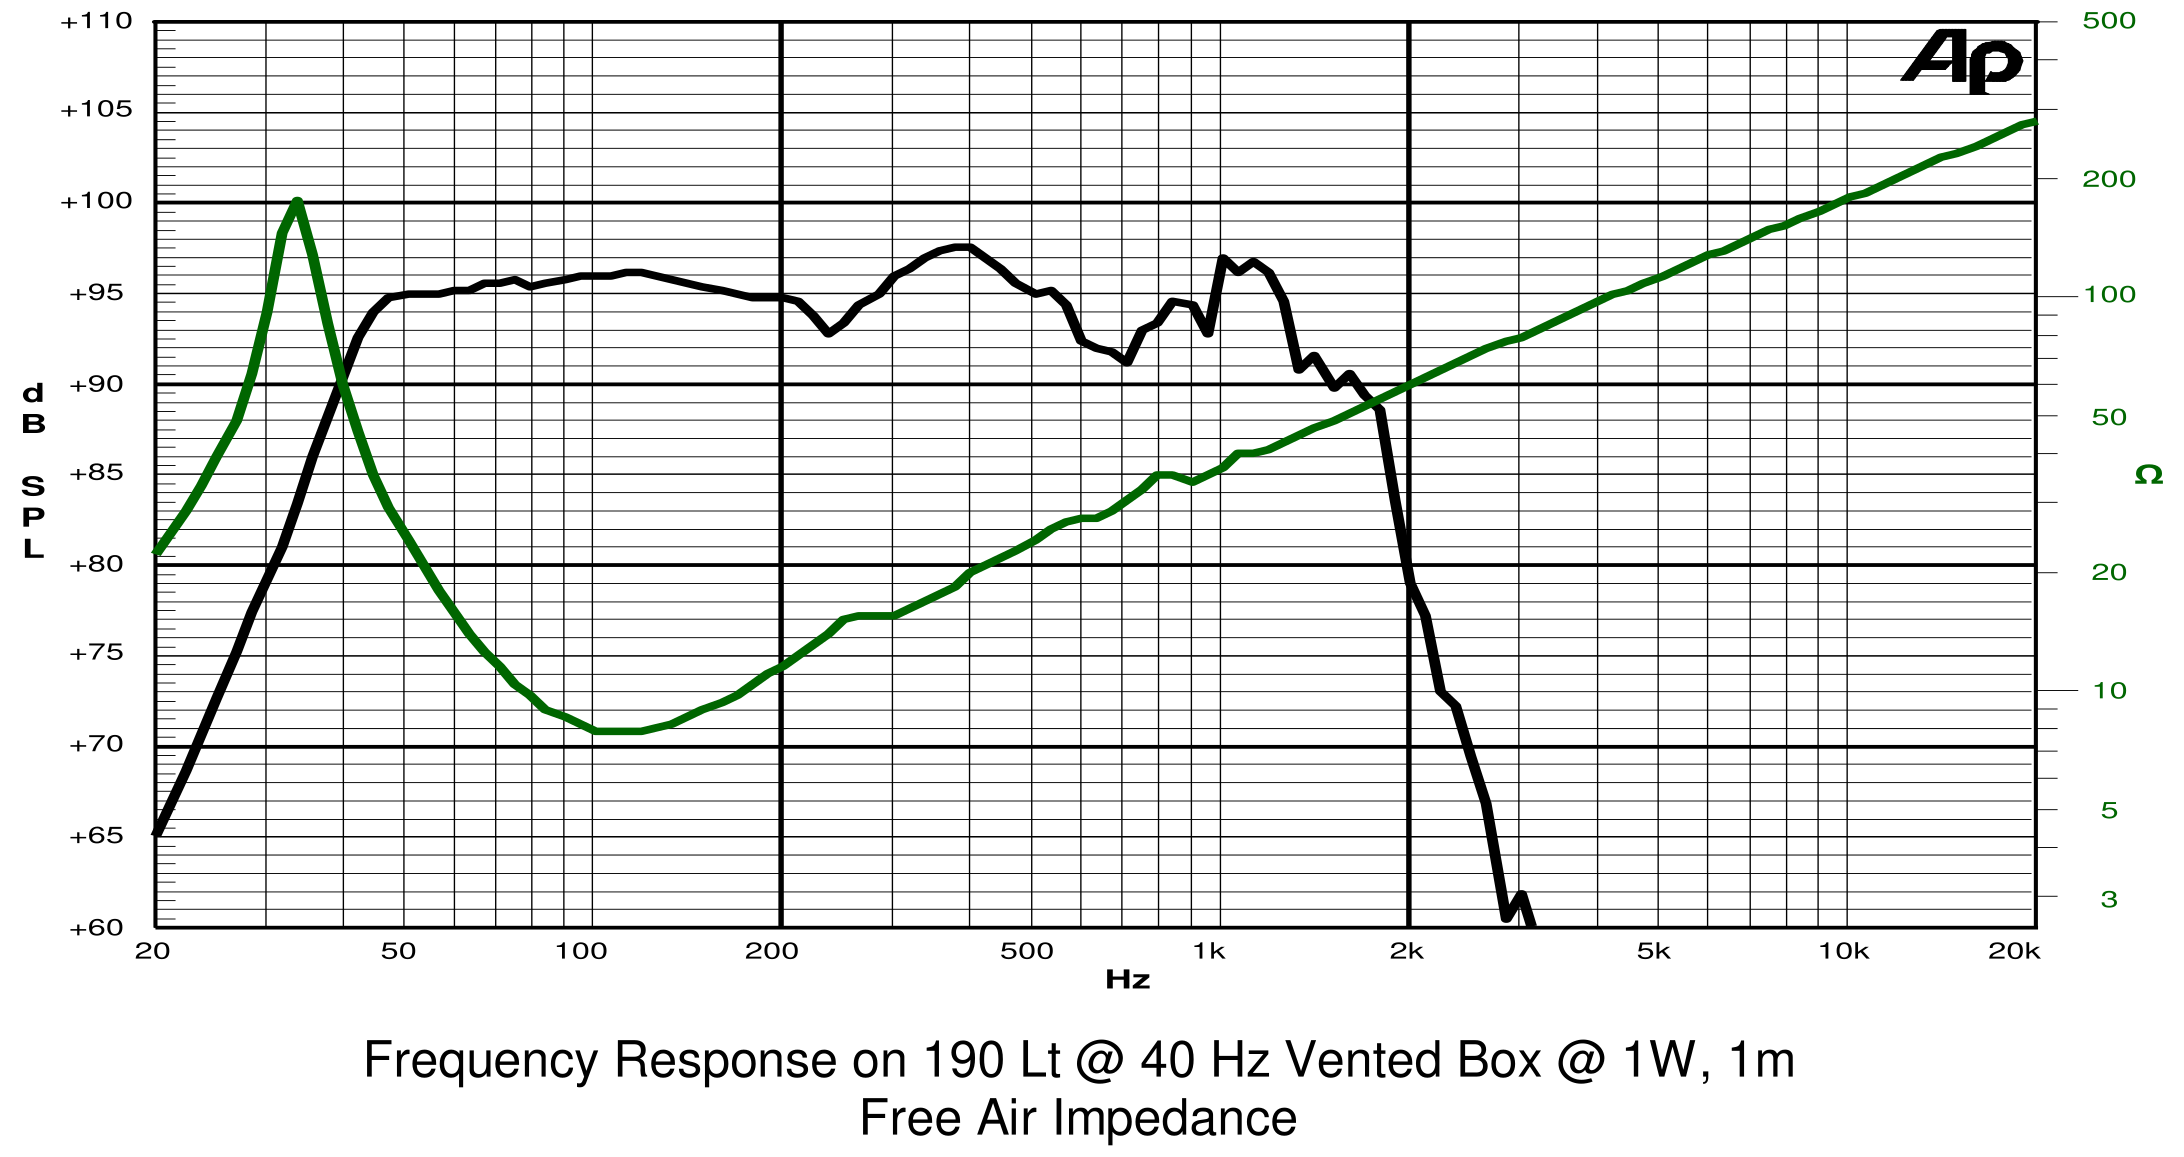 +110
+105
+100
+95
+90
+85
+80
+75
+70
+65
+60
dB SPL
500
200
100
50
20
10
5
3
Ω
Ap
20 50 100 200 500 1k 2k 5k 10k 20k
Hz
Frequency Response on 190 Lt @ 40 Hz Vented Box @ 1W, 1m
Free Air Impedance